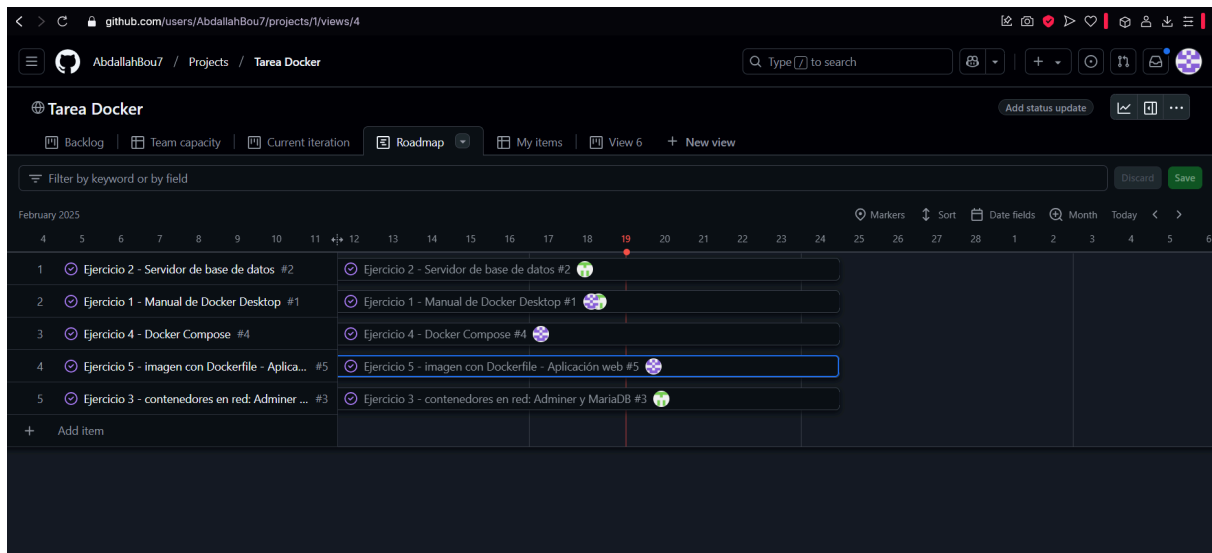 github.com/users/AbdallahBou7/projects/1/views/4
AbdallahBou7 / Projects / Tarea Docker
Type / to search
Tarea Docker
Add status update
Backlog Team capacity Current iteration Roadmap My items View 6 + New view
Filter by keyword or by field
Discard Save
February 2025
Markers Sort Date fields Month Today
4 5 6 7 8 9 10 11 12 13 14 15 16 17 18 19 20 21 22 23 24 25 26 27 28 1 2 3 4 5 6
1 Ejercicio 2 - Servidor de base de datos #2 Ejercicio 2 - Servidor de base de datos #2
2 Ejercicio 1 - Manual de Docker Desktop #1 Ejercicio 1 - Manual de Docker Desktop #1
3 Ejercicio 4 - Docker Compose #4 Ejercicio 4 - Docker Compose #4
4 Ejercicio 5 - imagen con Dockerfile - Aplica... #5 Ejercicio 5 - imagen con Dockerfile - Aplicación web #5
5 Ejercicio 3 - contenedores en red: Adminer ... #3 Ejercicio 3 - contenedores en red: Adminer y MariaDB #3
+ Add item